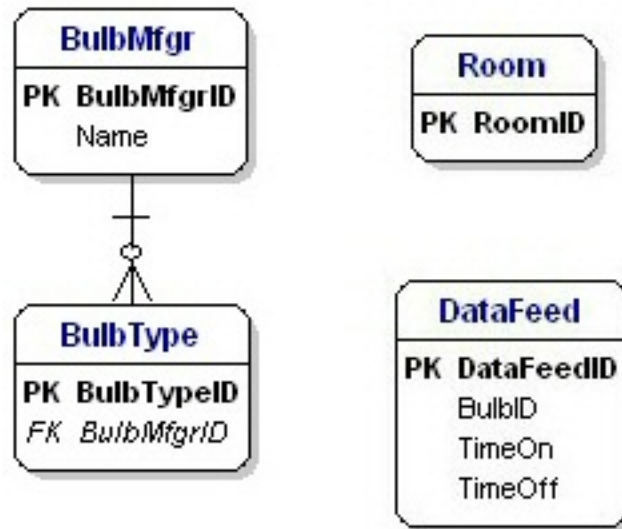 BulbMfgr
PK BulbMfgrID
Name
Room
PK RoomID
BulbType
PK BulbTypeID
FK BulbMfgrID
DataFeed
PK DataFeedID
BulbID
TimeOn
TimeOff